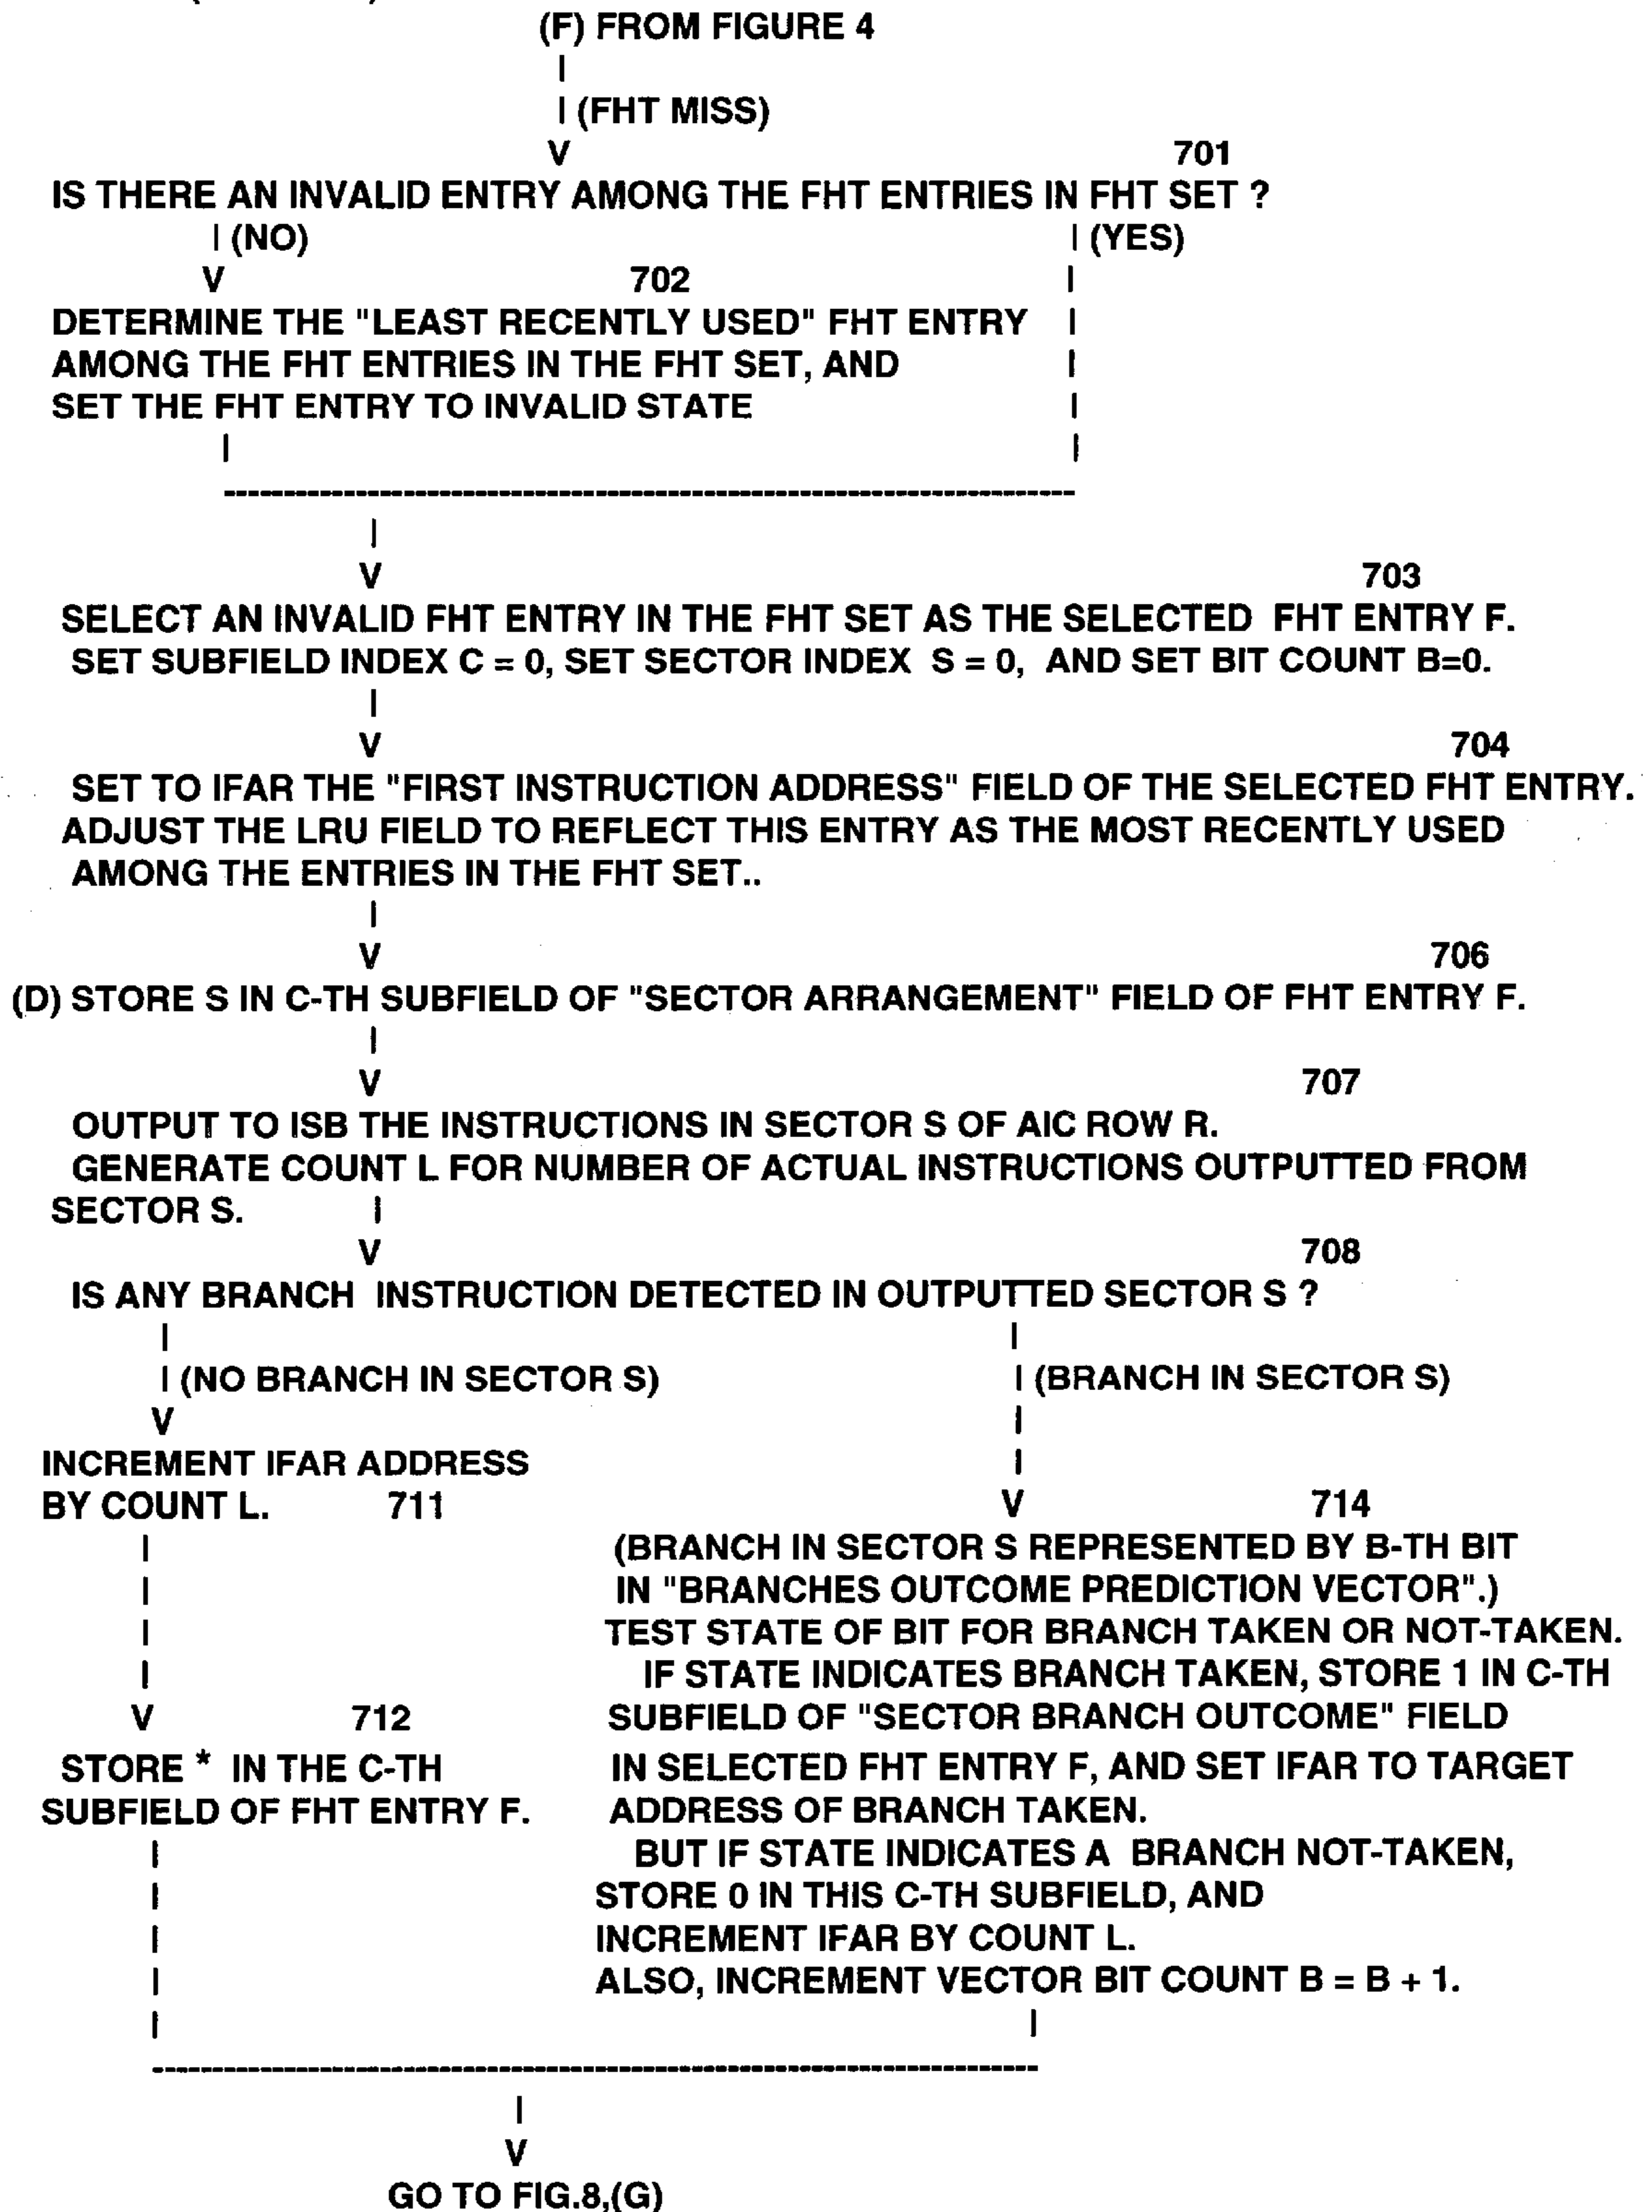 (F) FROM FIGURE 4
|
| (FHT MISS)
V 701
IS THERE AN INVALID ENTRY AMONG THE FHT ENTRIES IN FHT SET ?
| (NO) | (YES)
V 702 |
DETERMINE THE "LEAST RECENTLY USED" FHT ENTRY |
AMONG THE FHT ENTRIES IN THE FHT SET, AND |
SET THE FHT ENTRY TO INVALID STATE |
| |
-----------------------------------------------------------------------
|
V 703
SELECT AN INVALID FHT ENTRY IN THE FHT SET AS THE SELECTED FHT ENTRY F.
SET SUBFIELD INDEX C = 0, SET SECTOR INDEX S = 0, AND SET BIT COUNT B=0.
|
V 704
SET TO IFAR THE "FIRST INSTRUCTION ADDRESS" FIELD OF THE SELECTED FHT ENTRY.
ADJUST THE LRU FIELD TO REFLECT THIS ENTRY AS THE MOST RECENTLY USED
AMONG THE ENTRIES IN THE FHT SET..
|
V 706
(D) STORE S IN C-TH SUBFIELD OF "SECTOR ARRANGEMENT" FIELD OF FHT ENTRY F.
|
V 707
OUTPUT TO ISB THE INSTRUCTIONS IN SECTOR S OF AIC ROW R.
GENERATE COUNT L FOR NUMBER OF ACTUAL INSTRUCTIONS OUTPUTTED FROM
SECTOR S. |
V 708
IS ANY BRANCH INSTRUCTION DETECTED IN OUTPUTTED SECTOR S ?
| |
| (NO BRANCH IN SECTOR S) | (BRANCH IN SECTOR S)
V |
INCREMENT IFAR ADDRESS |
BY COUNT L. 711 V 714
| (BRANCH IN SECTOR S REPRESENTED BY B-TH BIT
| IN "BRANCHES OUTCOME PREDICTION VECTOR".)
| TEST STATE OF BIT FOR BRANCH TAKEN OR NOT-TAKEN.
| IF STATE INDICATES BRANCH TAKEN, STORE 1 IN C-TH
V 712 SUBFIELD OF "SECTOR BRANCH OUTCOME" FIELD
STORE * IN THE C-TH IN SELECTED FHT ENTRY F, AND SET IFAR TO TARGET
SUBFIELD OF FHT ENTRY F. ADDRESS OF BRANCH TAKEN.
| BUT IF STATE INDICATES A BRANCH NOT-TAKEN,
| STORE 0 IN THIS C-TH SUBFIELD, AND
| INCREMENT IFAR BY COUNT L.
| ALSO, INCREMENT VECTOR BIT COUNT B = B + 1.
| |
-------------------------------------------------------------------------
|
V
GO TO FIG.8,(G)